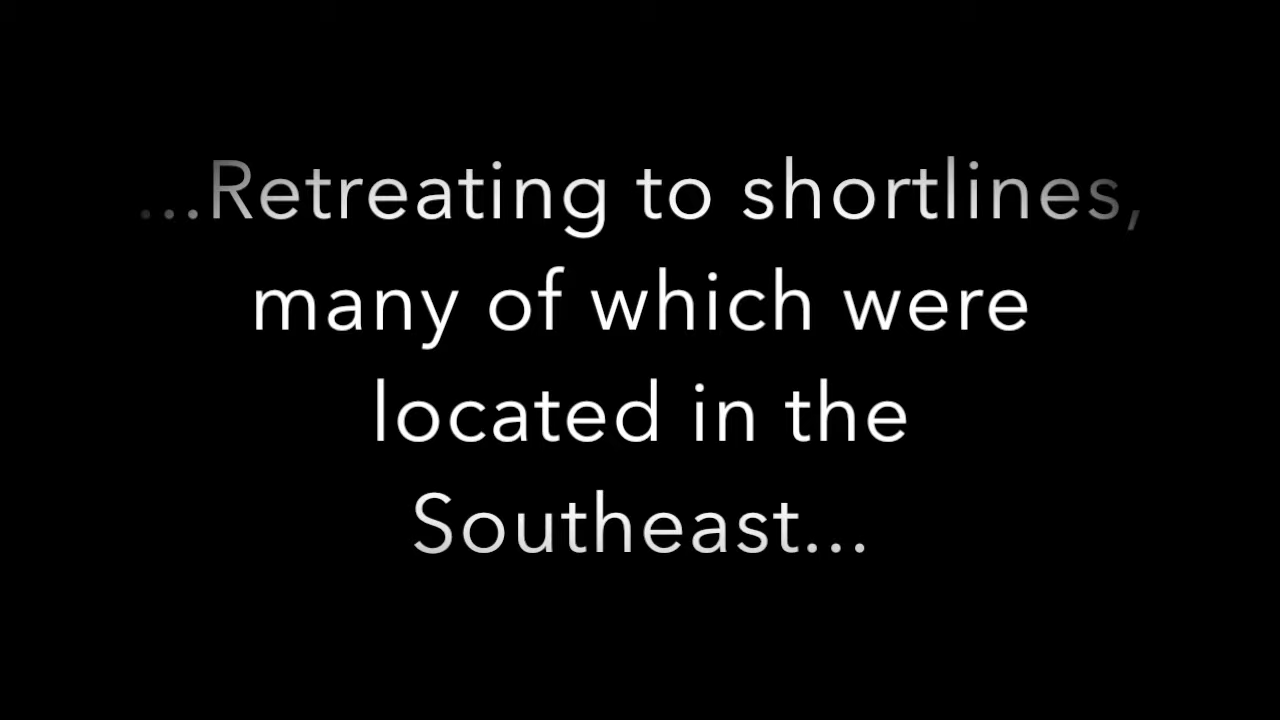 ...Retreating to shortlines,
many of which were
located in the
Southeast...